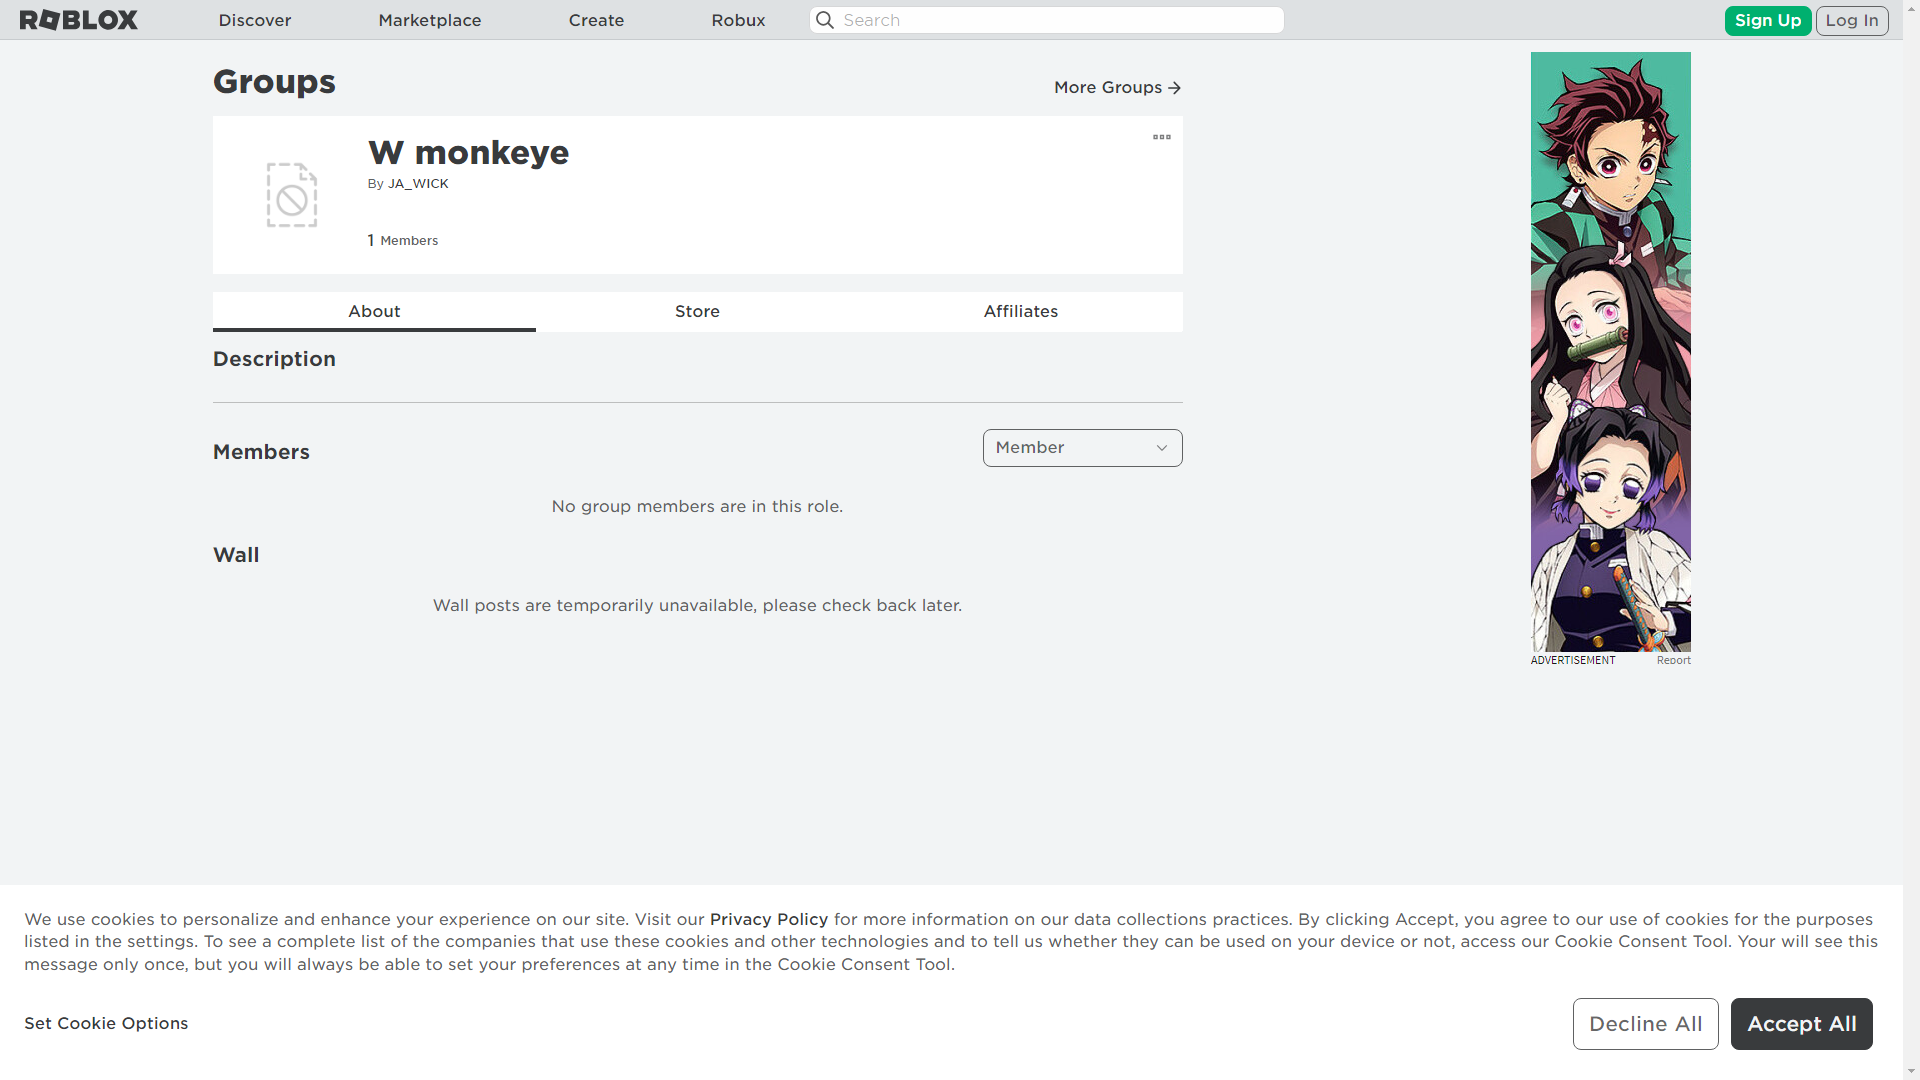 ROBLOX
Discover
Marketplace
Create
Robux
Search
Sign Up
Log In
Groups
More Groups
W monkeye
By JA_WICK
1 Members
About
Store
Affiliates
Description
Members
Member
No group members are in this role.
Wall
Wall posts are temporarily unavailable, please check back later.
ADVERTISEMENT
Report
We use cookies to personalize and enhance your experience on our site. Visit our Privacy Policy for more information on our data collections practices. By clicking Accept, you agree to our use of cookies for the purposes
listed in the settings. To see a complete list of the companies that use these cookies and other technologies and to tell us whether they can be used on your device or not, access our Cookie Consent Tool. Your will see this
message only once, but you will always be able to set your preferences at any time in the Cookie Consent Tool.
Set Cookie Options
Decline All
Accept All